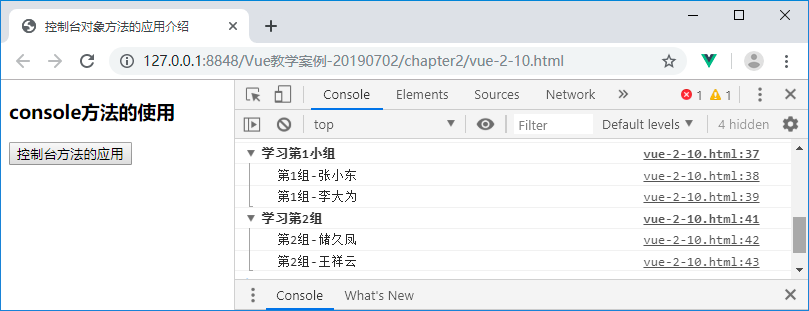 控制台对象方法的应用介绍
127.0.0.1:8848/Vue教学案例-20190702/chapter2/vue-2-10.html
console方法的使用
控制台方法的应用
Console Elements Sources Network 1 1
top Filter Default levels 4 hidden
学习第1小组 vue-2-10.html:37
第1组-张小东 vue-2-10.html:38
第1组-李大为 vue-2-10.html:39
学习第2组 vue-2-10.html:41
第2组-储久凤 vue-2-10.html:42
第2组-王祥云 vue-2-10.html:43
Console What's New